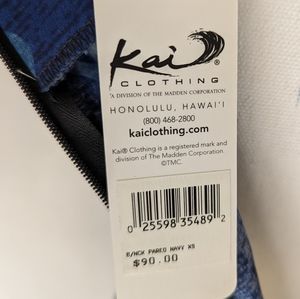 Kai®
CLOTHING
A DIVISION OF THE MADDEN CORPORATION
HONOLULU, HAWAI'I
(800) 468-2800
kaiclothing.com
Kai® Clothing is a registered mark and
division of The Madden Corporation.
©TMC.
0 25598 35489 2
B/NCK PAREO NAVY XS
$90.00